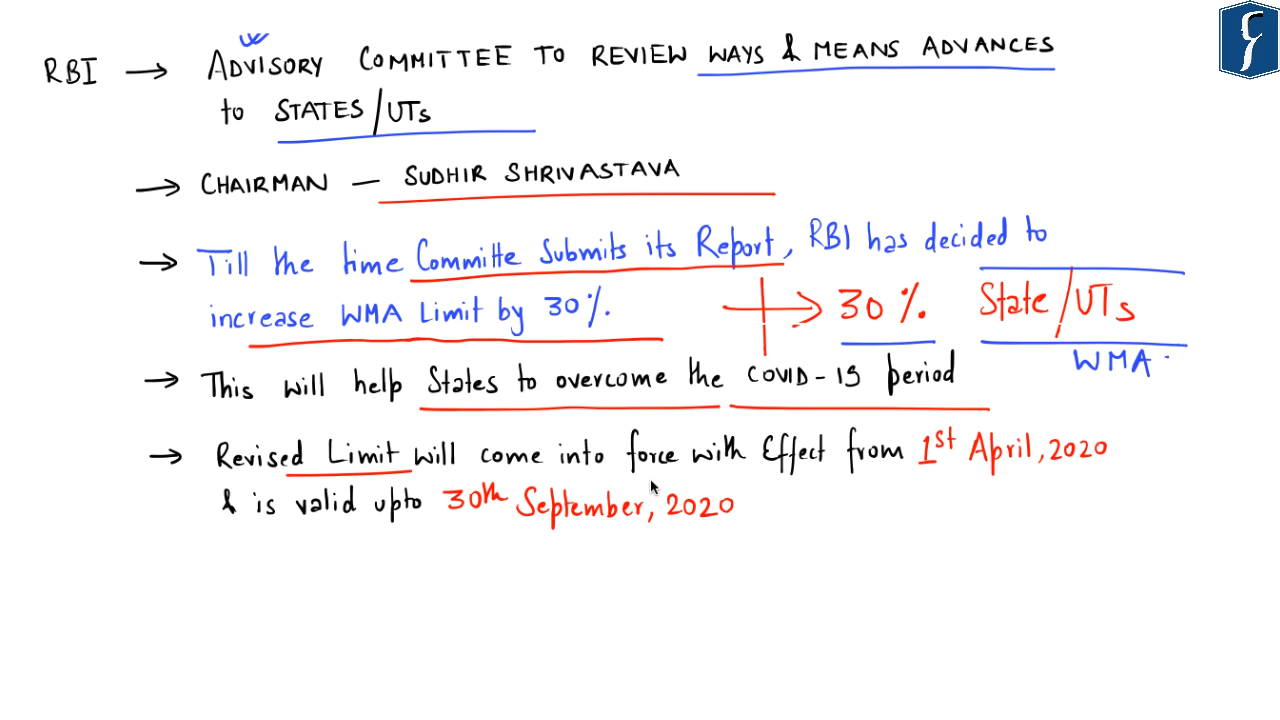 RBI → ADVISORY COMMITTEE TO REVIEW WAYS & MEANS ADVANCES
to STATES/UTs
→ CHAIRMAN — SUDHIR SHRIVASTAVA
→ Till the time Committe Submits its Report, RBI has decided to
increase WMA Limit by 30%. → 30% State/UTs
WMA
→ This will help States to overcome the COVID-19 period
→ Revised Limit will come into force with Effect from 1st April, 2020
& is valid upto 30th September, 2020